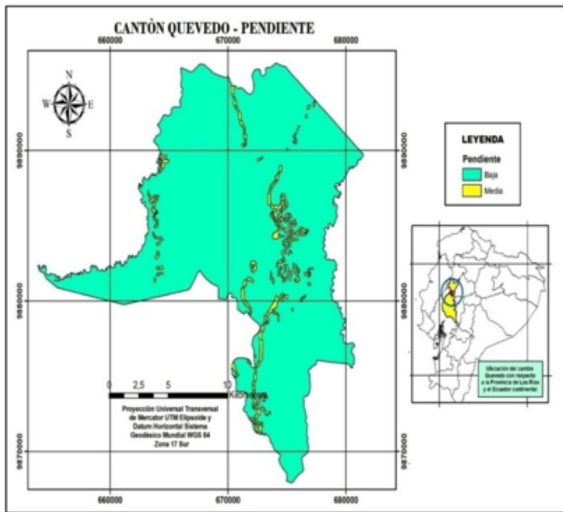 CANTÒN QUEVEDO - PENDIENTE
660000
670000
680000
N
W
E
S
9890000
9890000
9880000
9880000
9870000
9870000
0
2,5
5
10
Kilometers
Proyección Universal Transversal
de Mercator UTM Elipsoide y
Datum Horizontal Sistema
Geodésico Mundial WGS 84
Zona 17 Sur
660000
670000
680000
LEYENDA
Pendiente
Baja
Media
Ubicación del cantón
Quevedo con respecto
a la Provincia de Los Ríos
y el Ecuador continental